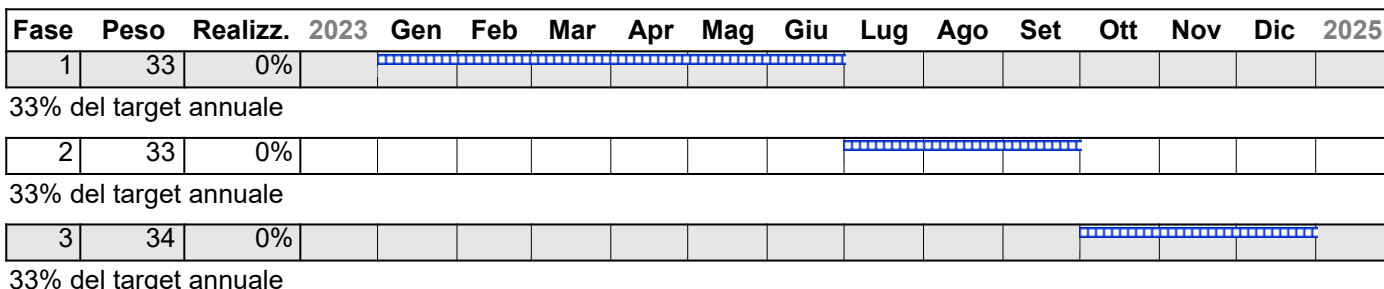 Fase Peso Realizz. 2023 Gen Feb Mar Apr Mag Giu Lug Ago Set Ott Nov Dic 2025
1 33 0%
33% del target annuale
2 33 0%
33% del target annuale
3 34 0%
33% del target annuale